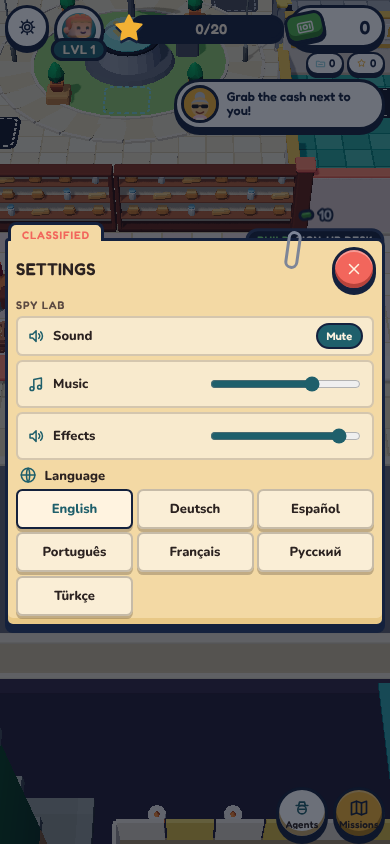 LVL 1
0/20
0
0
0
Grab the cash next to
you!
10
CLASSIFIED
SETTINGS
SPY LAB
Sound
Mute
Music
Effects
Language
English
Deutsch
Español
Português
Français
Русский
Türkçe
Agents
Missions